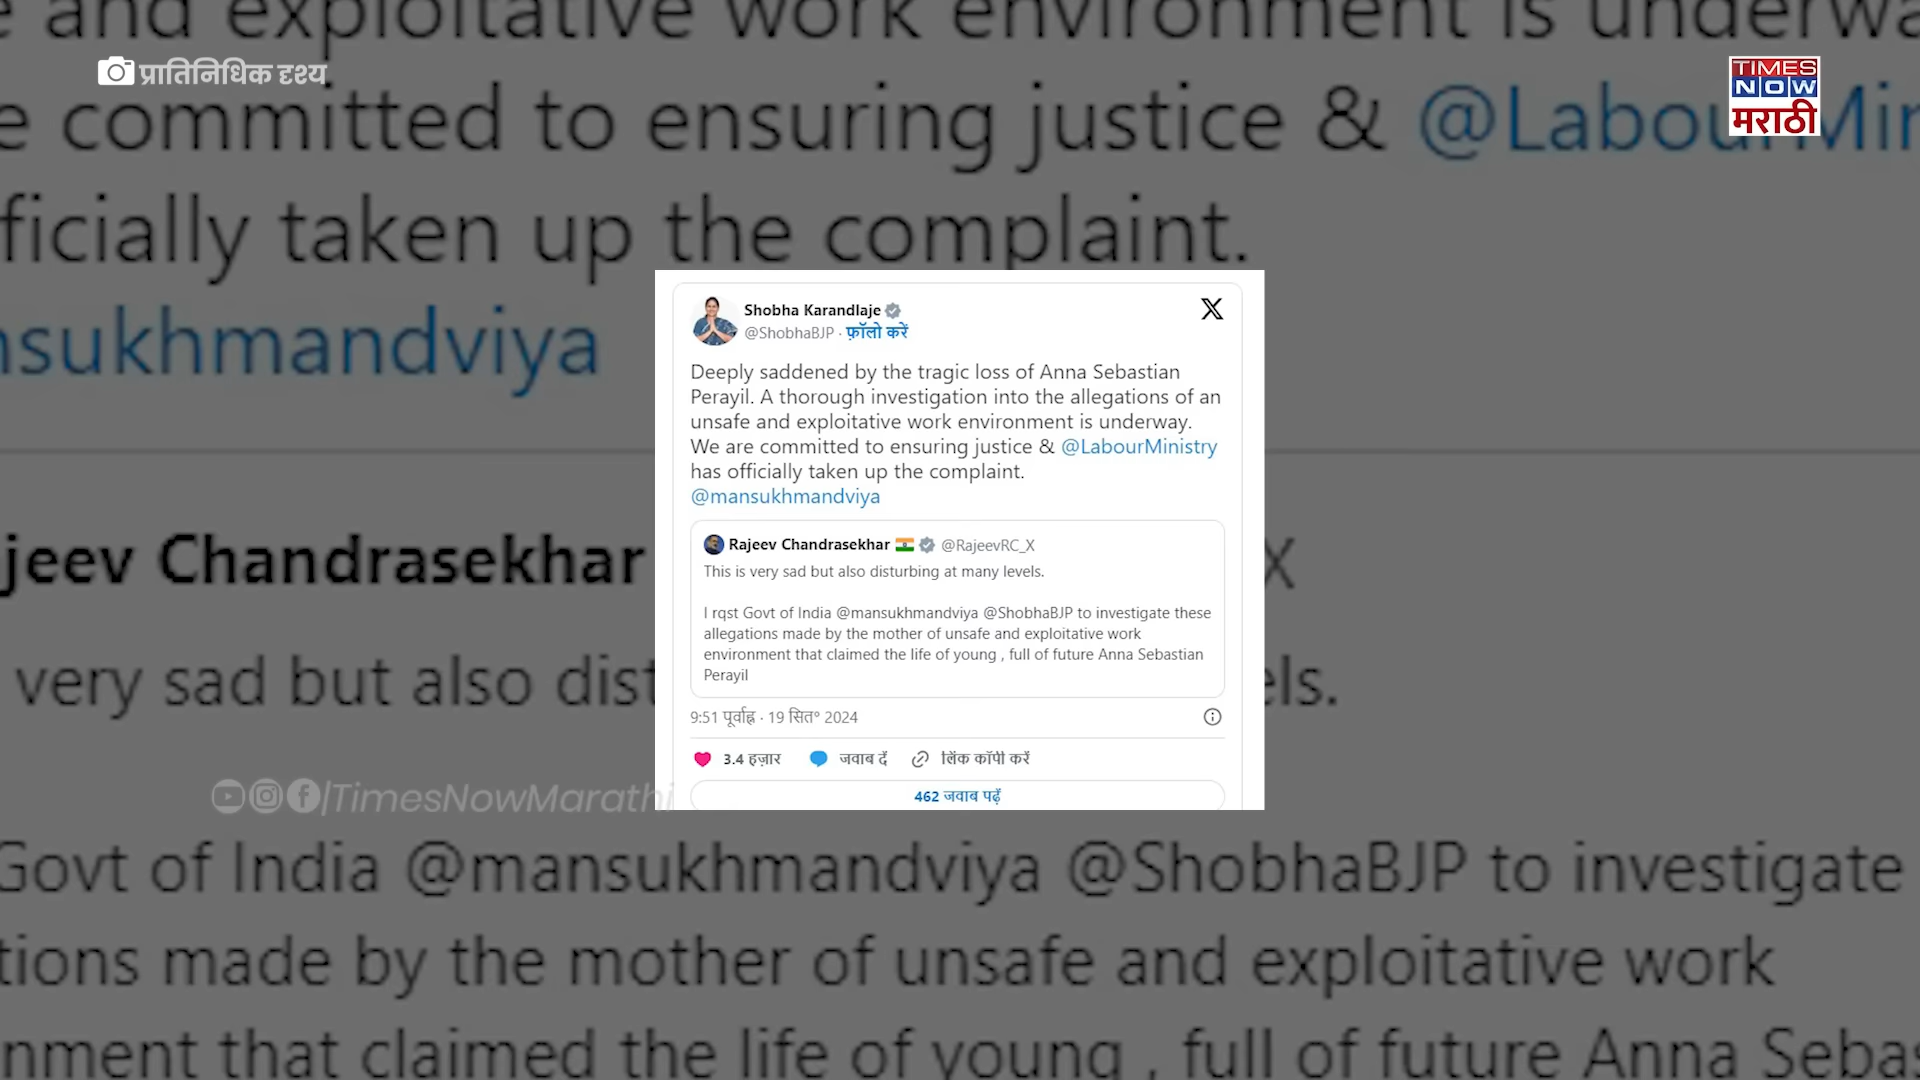 e and exploitative work environment is underwa
प्रातिनिधिक दृश्य
TIMES
NOW
मराठी
e committed to ensuring justice & @LabourMin
fficially taken up the complaint.
nsukhmandviya
Shobha Karandlaje
@ShobhaBJP · फ़ॉलो करें
Deeply saddened by the tragic loss of Anna Sebastian
Perayil. A thorough investigation into the allegations of an
unsafe and exploitative work environment is underway.
We are committed to ensuring justice & @LabourMinistry
has officially taken up the complaint.
@mansukhmandviya
jeev Chandrasekhar
X
Rajeev Chandrasekhar @RajeevRC_X
This is very sad but also disturbing at many levels.
I rqst Govt of India @mansukhmandviya @ShobhaBJP to investigate these
allegations made by the mother of unsafe and exploitative work
environment that claimed the life of young , full of future Anna Sebastian
Perayil
very sad but also dist
els.
9:51 पूर्वाह्न · 19 सित॰ 2024
3.4 हज़ार जवाब दें लिंक कॉपी करें
462 जवाब पढ़ें
/TimesNowMarathi
Govt of India @mansukhmandviya @ShobhaBJP to investigate
tions made by the mother of unsafe and exploitative work
nment that claimed the life of young , full of future Anna Sebas